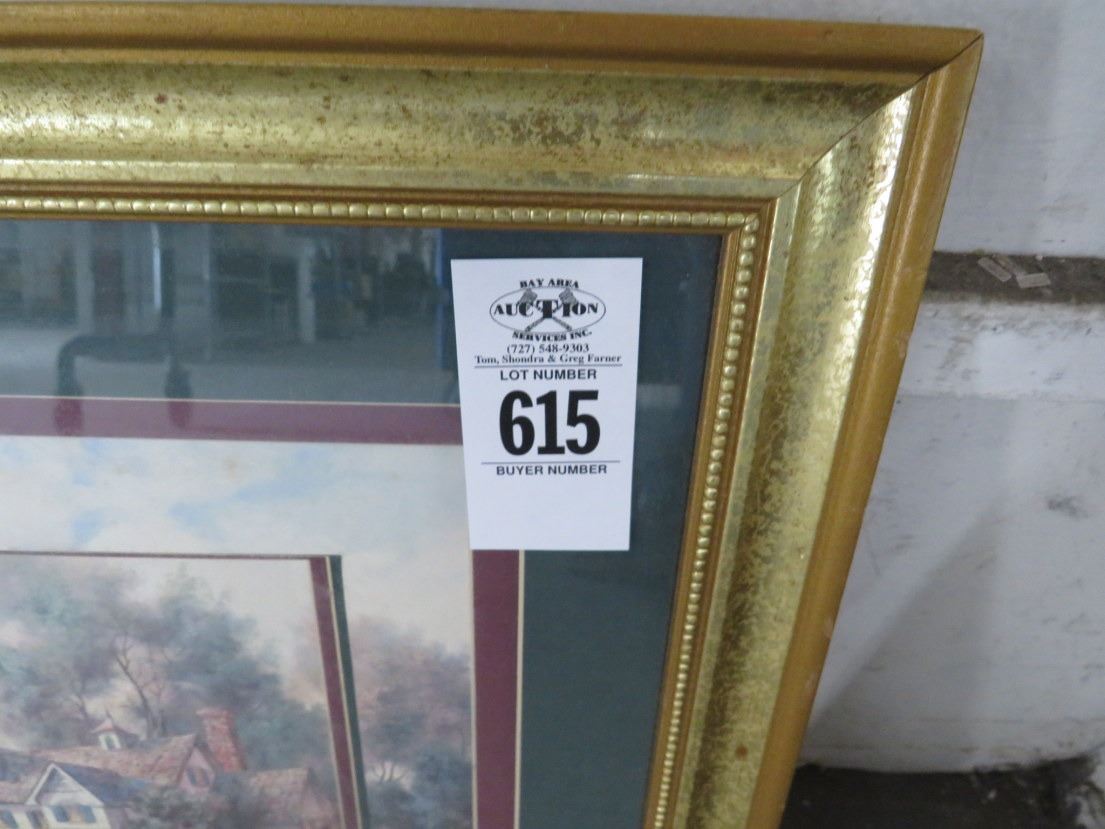 BAY AREA
AUCTION
SERVICES INC.
(727) 548-9303
Tom, Shondra & Greg Farner
LOT NUMBER
615
BUYER NUMBER